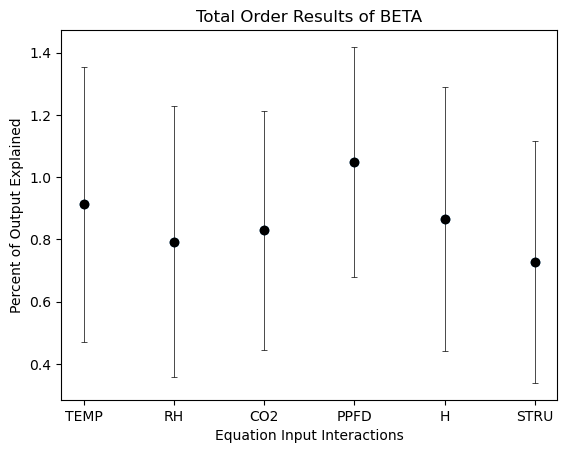 Total Order Results of BETA
Percent of Output Explained
1.4
1.2
1.0
0.8
0.6
0.4
TEMP RH CO2 PPFD H STRU
Equation Input Interactions